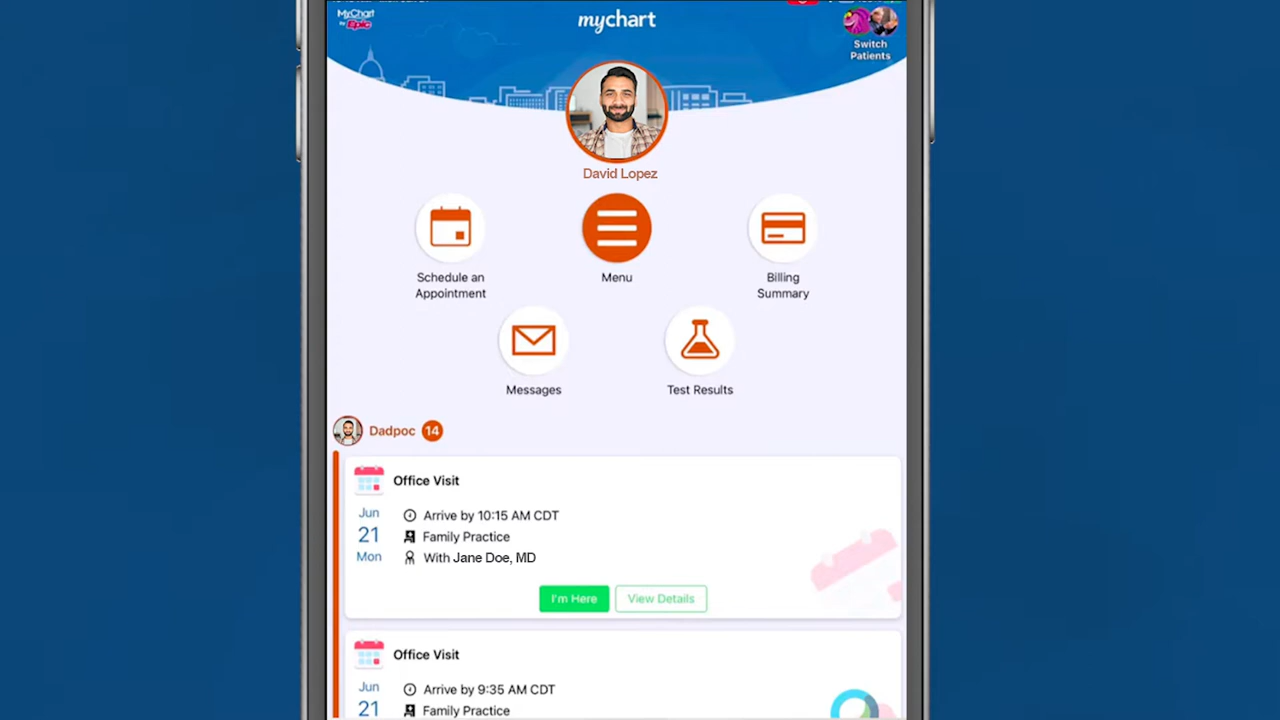 MyChart
by Epic
mychart
Switch
Patients
David Lopez
Schedule an
Appointment
Menu
Billing
Summary
Messages
Test Results
Dadpoc 14
Office Visit
Jun
21
Mon
Arrive by 10:15 AM CDT
Family Practice
With Jane Doe, MD
I'm Here
View Details
Office Visit
Jun
21
Arrive by 9:35 AM CDT
Family Practice